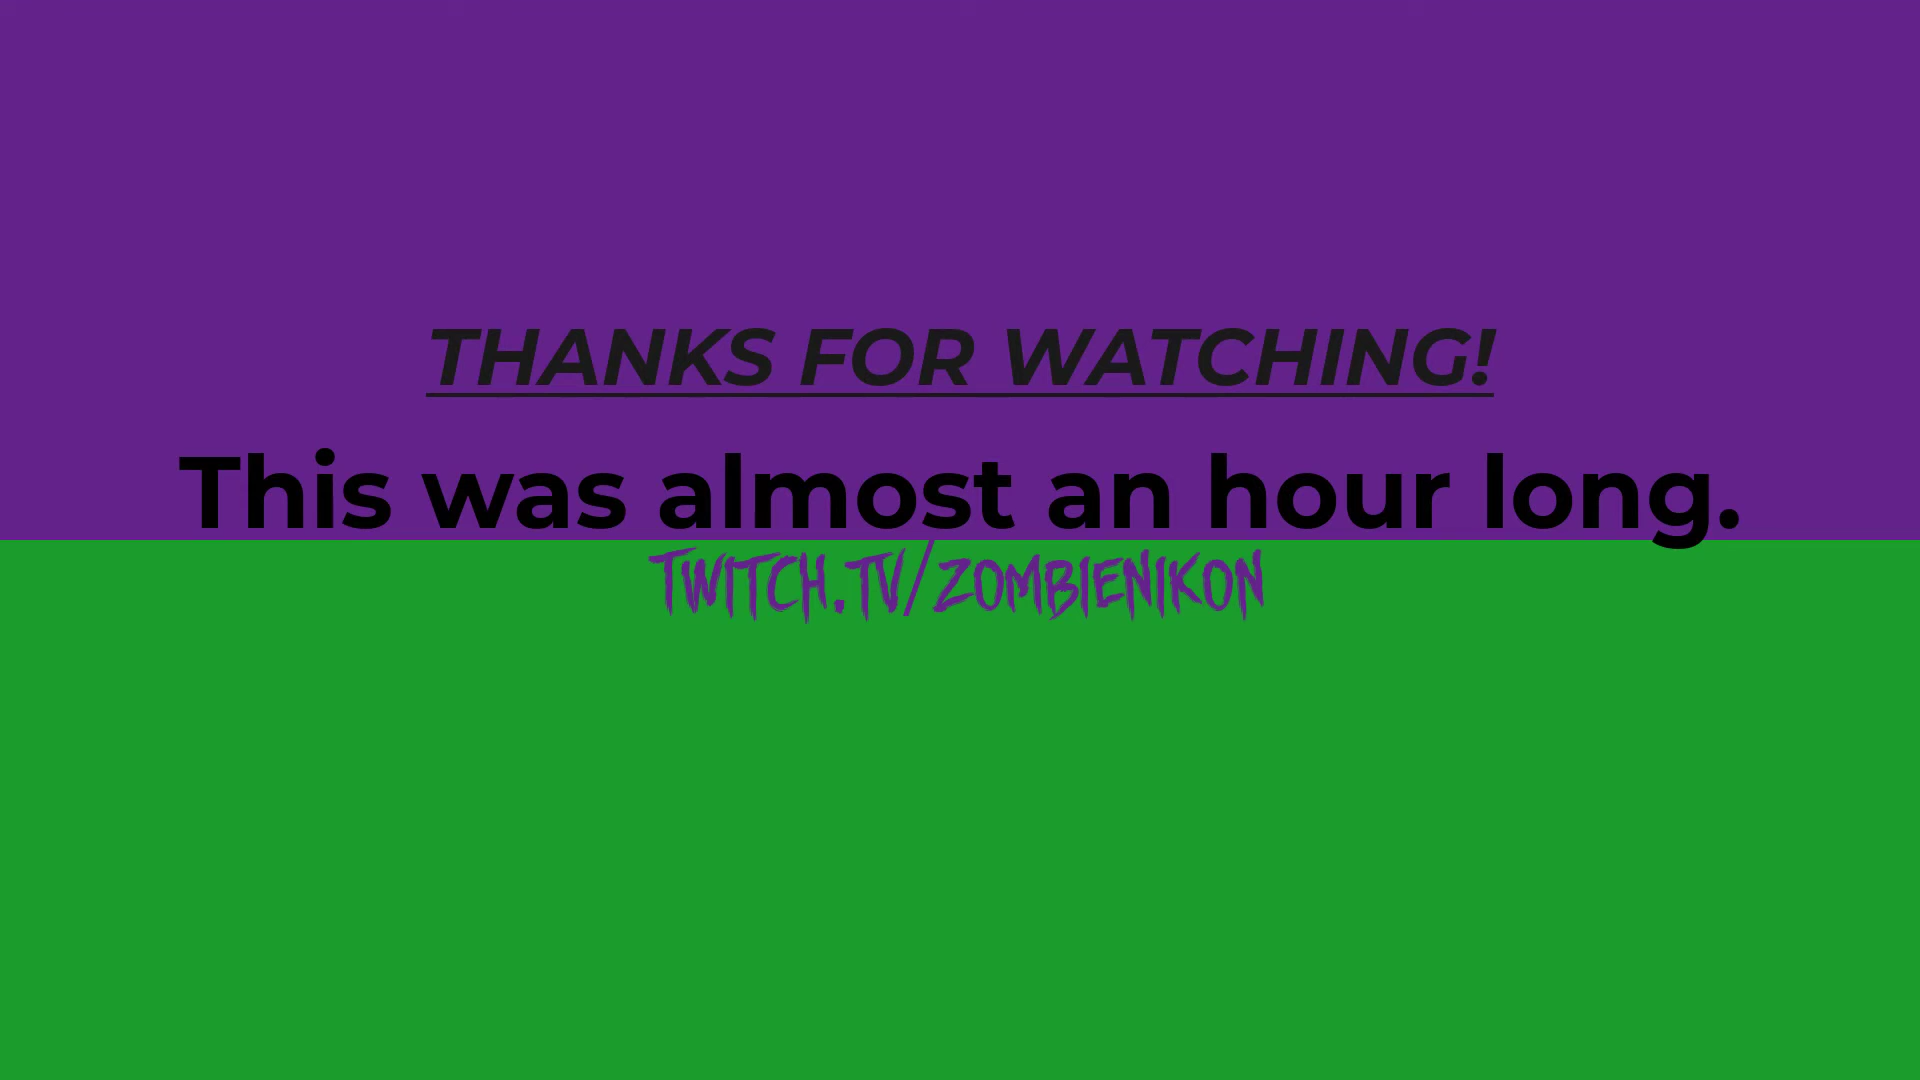 THANKS FOR WATCHING!
This was almost an hour long.
TWITCH.TV/ZOMBIENIKON